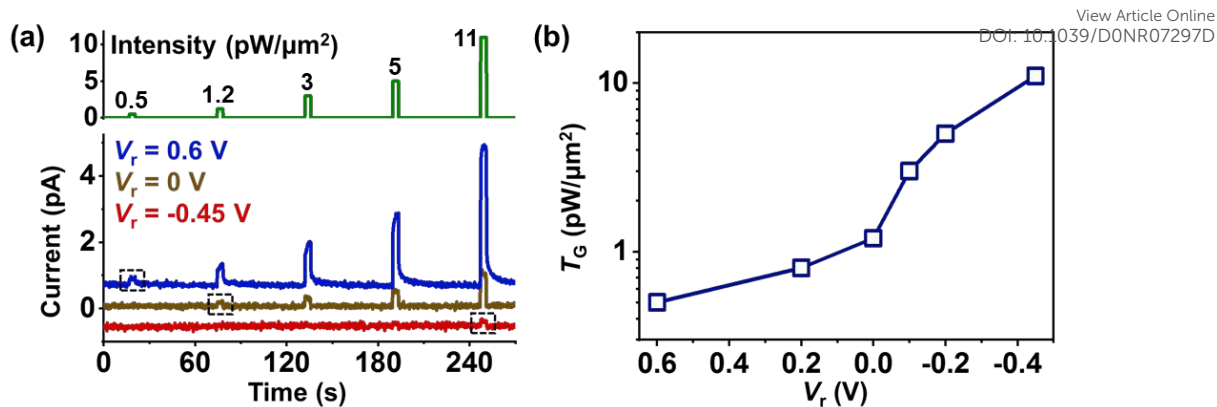 View Article Online
DOI: 10.1039/D0NR07297D
(a)
Intensity (pW/µm²)
10
5
0
0.5
1.2
3
5
11
Vr = 0.6 V
Vr = 0 V
Vr = -0.45 V
Current (pA)
4
2
0
0
60
120
180
240
Time (s)
(b)
TG (pW/µm²)
10
1
0.6
0.4
0.2
0.0
-0.2
-0.4
Vr (V)